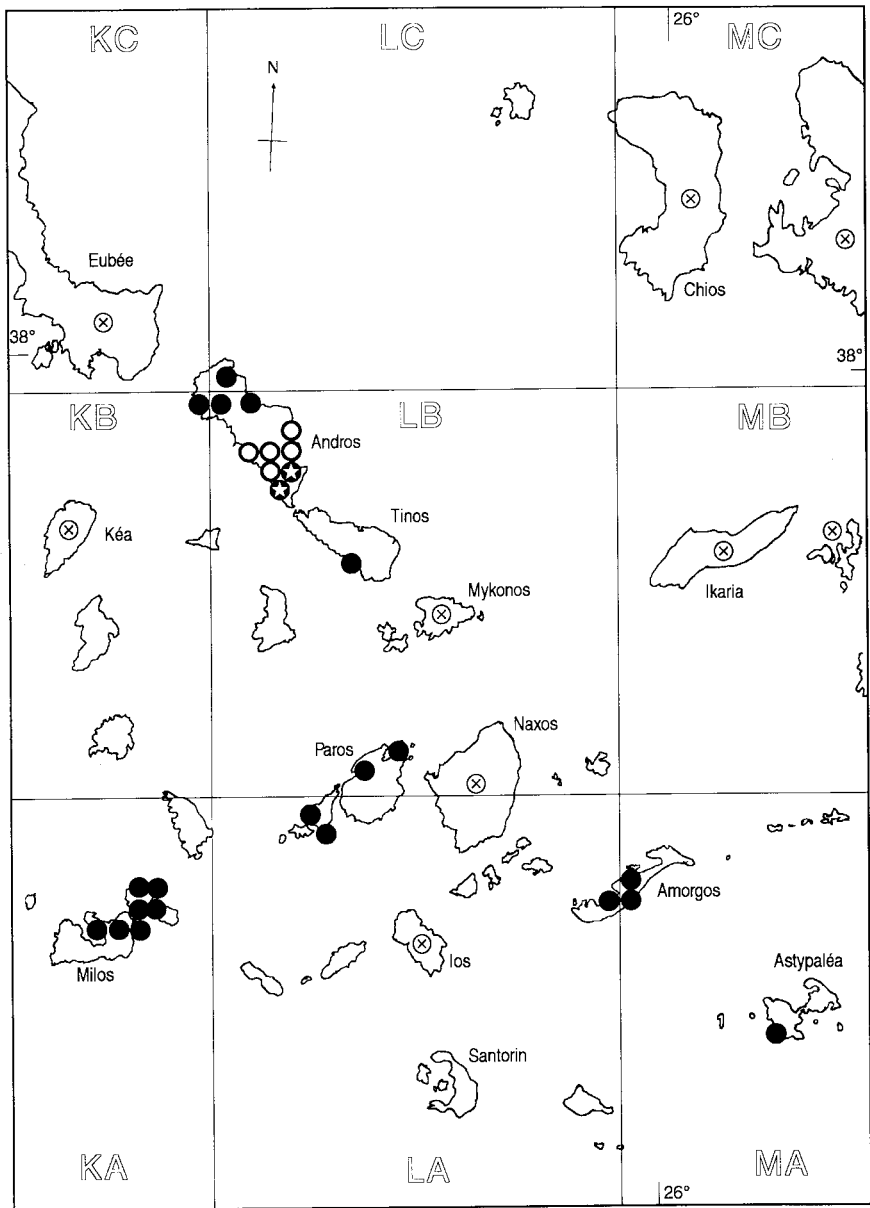 KC
LC
26°
MC
N
Eubée
Chios
38°
38°
KB
Andros
LB
MB
Kéa
Tinos
Ikaria
Mykonos
Paros
Naxos
Amorgos
Milos
Ios
Astypaléa
Santorin
KA
LA
MA
26°